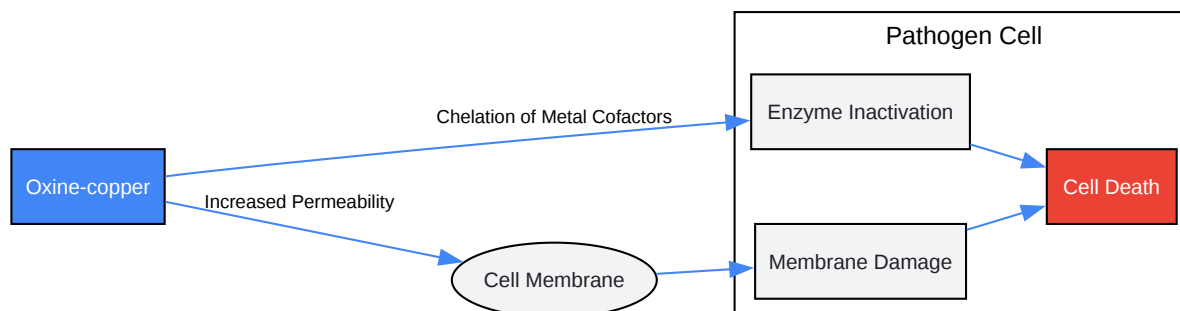 Pathogen Cell
Chelation of Metal Cofactors
Enzyme Inactivation
Oxine-copper
Increased Permeability
Cell Death
Cell Membrane
Membrane Damage